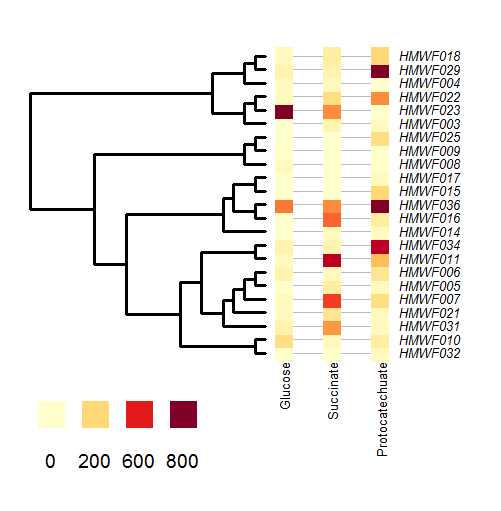 HMWF018
HMWF029
HMWF004
HMWF022
HMWF023
HMWF003
HMWF025
HMWF009
HMWF008
HMWF017
HMWF015
HMWF036
HMWF016
HMWF014
HMWF034
HMWF011
HMWF006
HMWF005
HMWF007
HMWF021
HMWF031
HMWF010
HMWF032
Glucose
Succinate
Protocatechuate
0 200 600 800